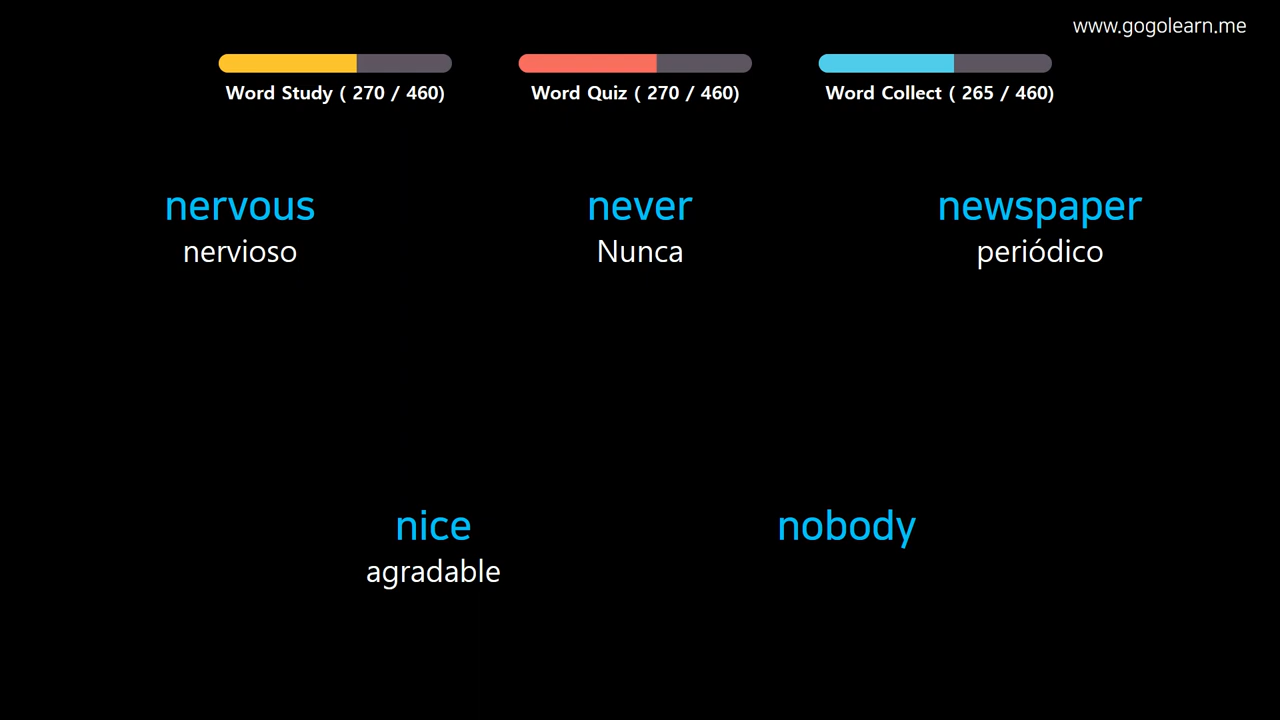 www.gogolearn.me
Word Study ( 270 / 460)
Word Quiz ( 270 / 460)
Word Collect ( 265 / 460)
nervous
nervioso
never
Nunca
newspaper
periódico
nice
agradable
nobody